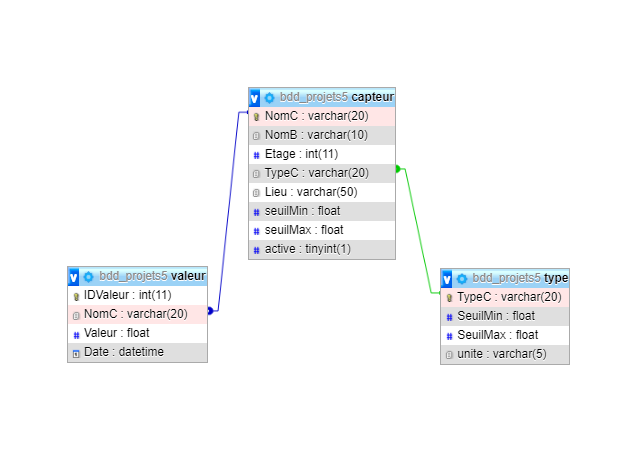 bdd_projets5 capteur
NomC : varchar(20)
NomB : varchar(10)
Etage : int(11)
TypeC : varchar(20)
Lieu : varchar(50)
seuilMin : float
seuilMax : float
active : tinyint(1)
bdd_projets5 valeur
IDValeur : int(11)
NomC : varchar(20)
Valeur : float
Date : datetime
bdd_projets5 type
TypeC : varchar(20)
SeuilMin : float
SeuilMax : float
unite : varchar(5)